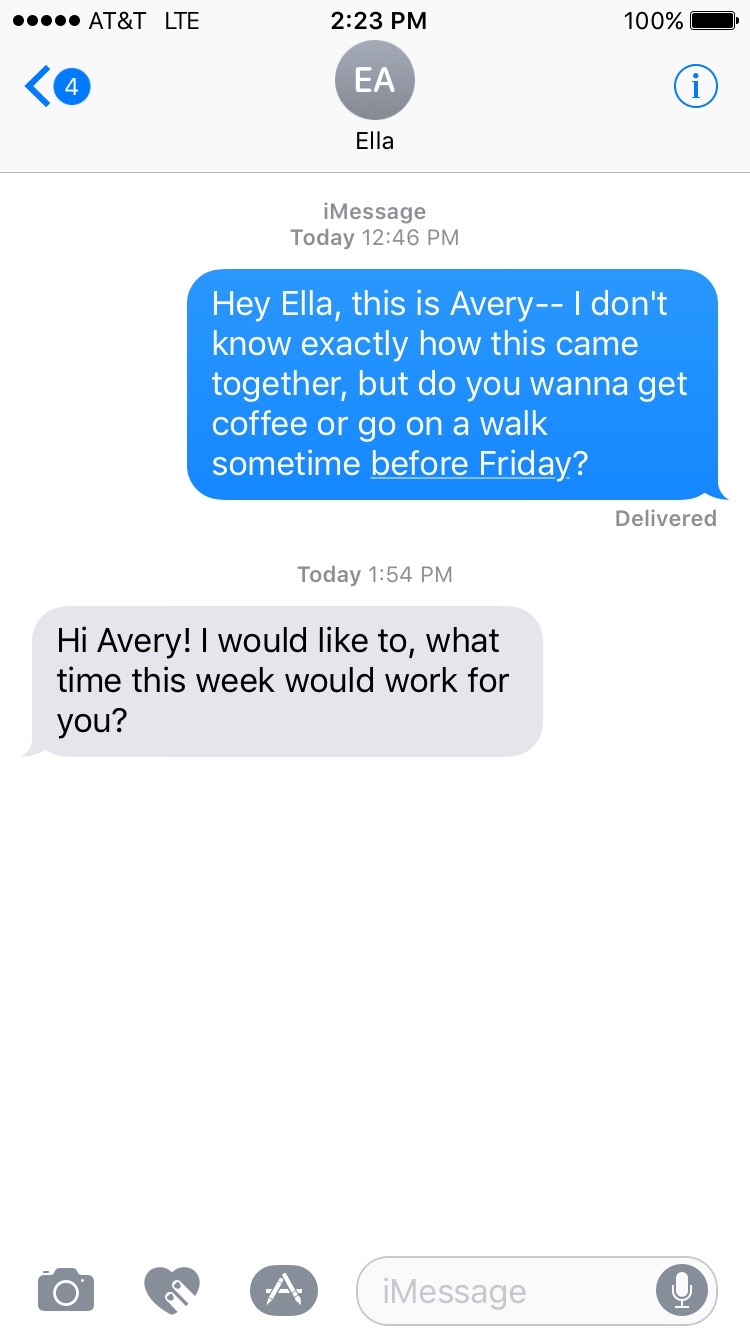 AT&T LTE 2:23 PM 100%
4
EA
i
Ella
iMessage
Today 12:46 PM
Hey Ella, this is Avery-- I don't
know exactly how this came
together, but do you wanna get
coffee or go on a walk
sometime before Friday?
Delivered
Today 1:54 PM
Hi Avery! I would like to, what
time this week would work for
you?
iMessage